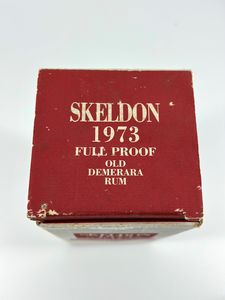 SKELDON
1973
FULL PROOF
OLD
DEMERARA
RUM